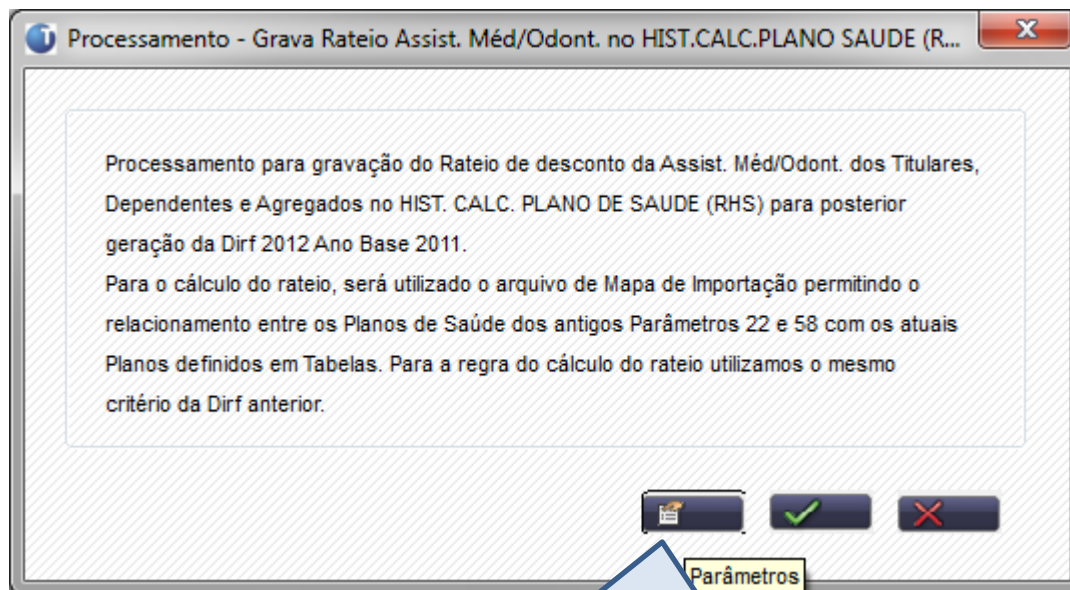 Processamento - Grava Rateio Assist. Méd/Odont. no HIST.CALC.PLANO SAUDE (R...
Processamento para gravação do Rateio de desconto da Assist. Méd/Odont. dos Titulares,
Dependentes e Agregados no HIST. CALC. PLANO DE SAUDE (RHS) para posterior
geração da Dirf 2012 Ano Base 2011.
Para o cálculo do rateio, será utilizado o arquivo de Mapa de Importação permitindo o
relacionamento entre os Planos de Saúde dos antigos Parâmetros 22 e 58 com os atuais
Planos definidos em Tabelas. Para a regra do cálculo do rateio utilizamos o mesmo
critério da Dirf anterior.
Parâmetros